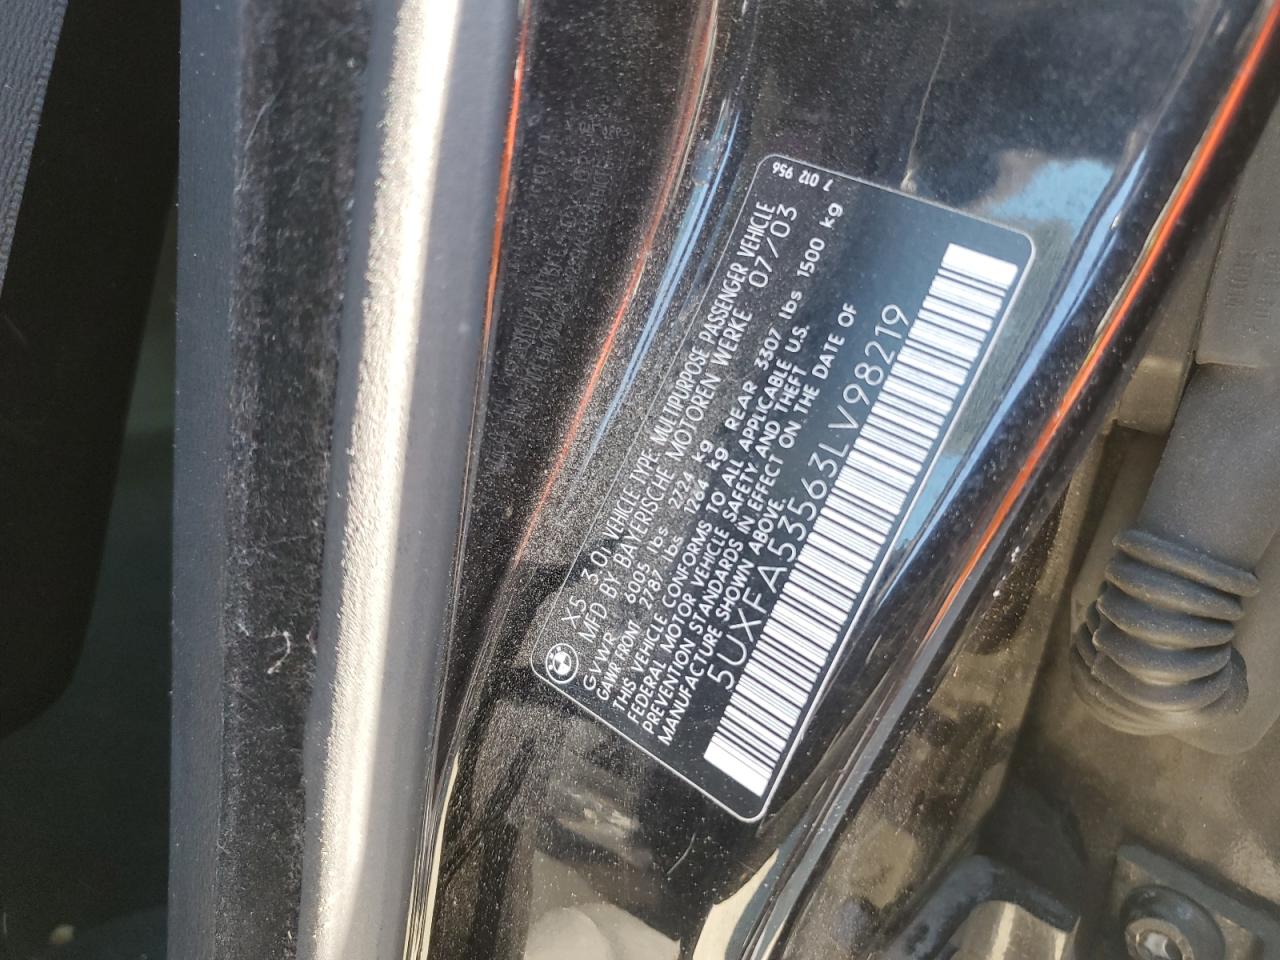 7 012 956
X5 3.0i VEHICLE TYPE: MULTIPURPOSE PASSENGER VEHICLE
MFD BY BAYERISCHE MOTOREN WERKE 07/03
GVWR 6005 lbs 2724 kg
GAWR FRONT 2787 lbs 1264 kg REAR 3307 lbs 1500 kg
THIS VEHICLE CONFORMS TO ALL APPLICABLE U.S.
FEDERAL MOTOR VEHICLE SAFETY AND THEFT
PREVENTION STANDARDS IN EFFECT ON THE DATE OF
MANUFACTURE SHOWN ABOVE.
5UXFA53563LV98219